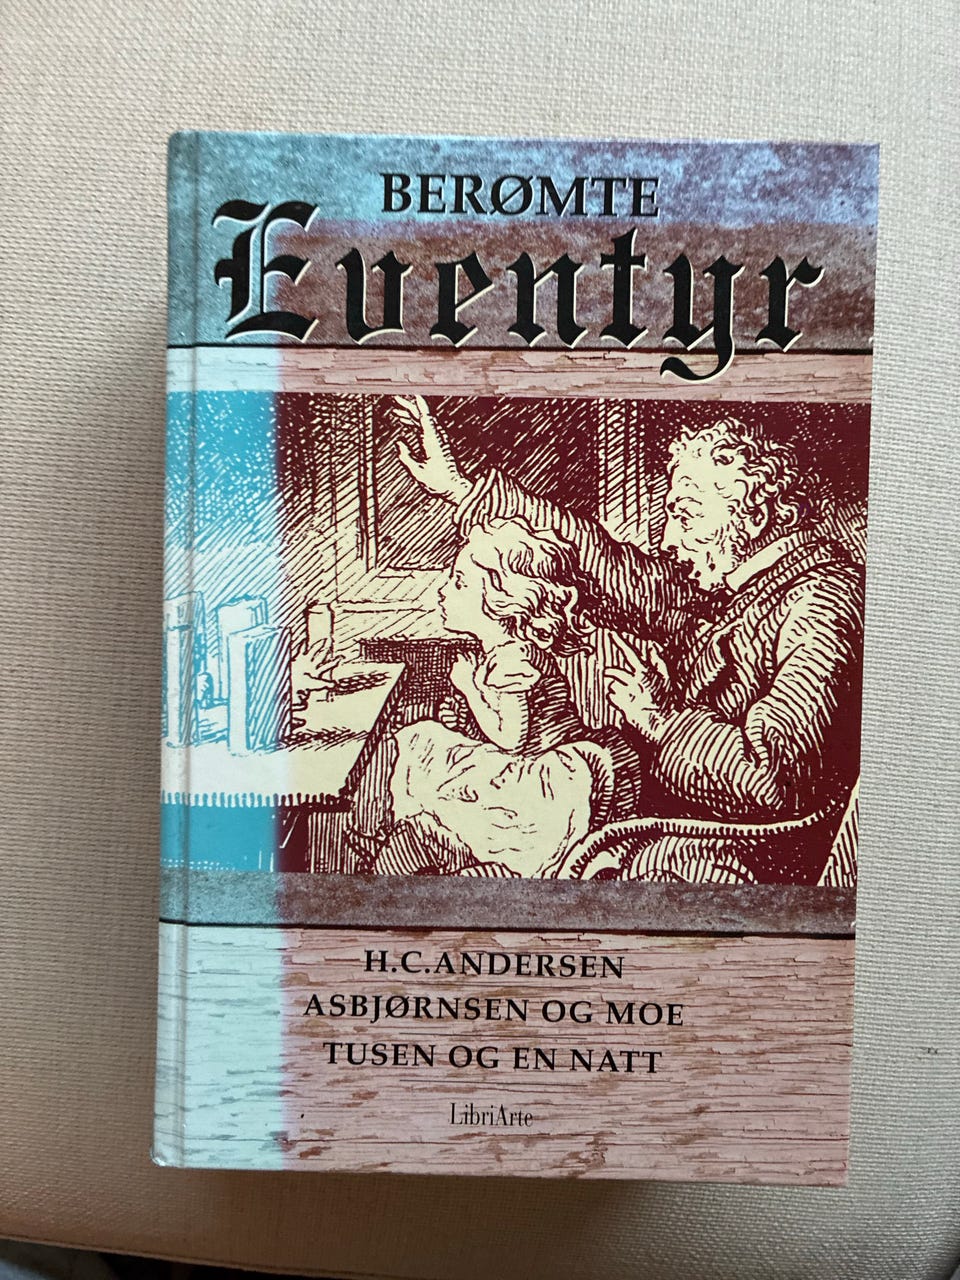 BERØMTE
Eventyr
H.C.ANDERSEN
ASBJØRNSEN OG MOE
TUSEN OG EN NATT
LibriArte